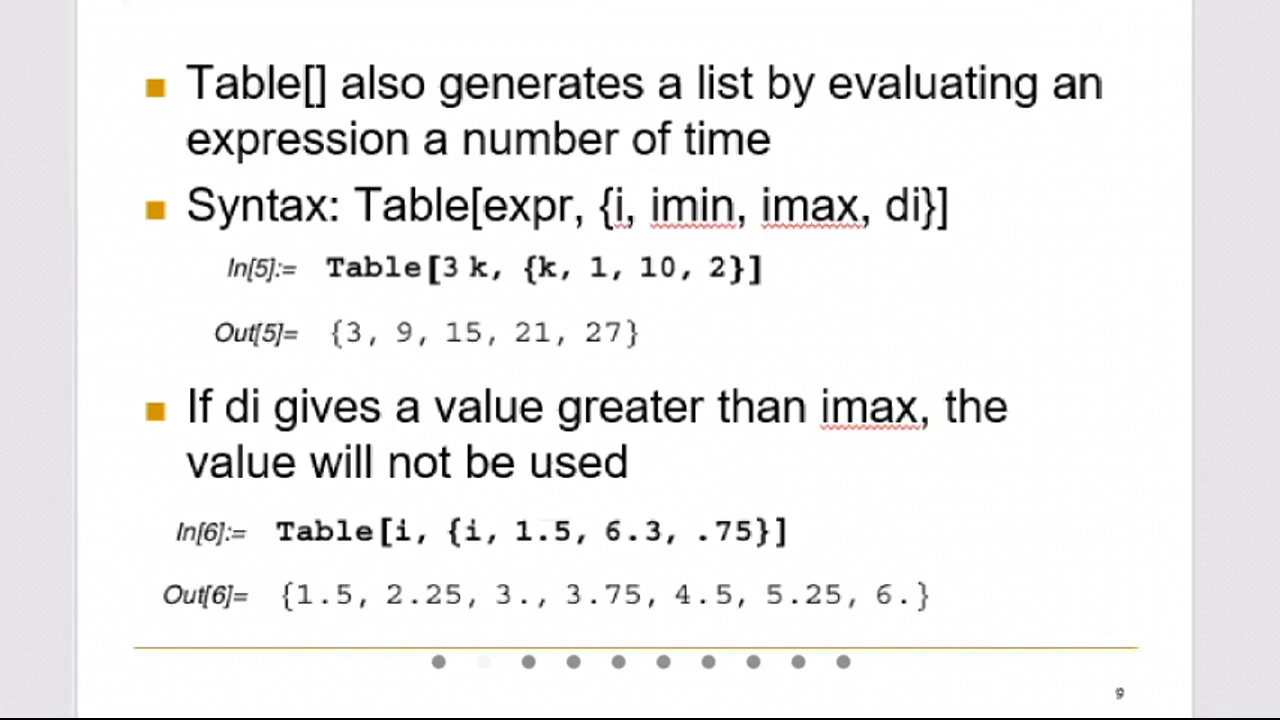 Table[] also generates a list by evaluating an
expression a number of time
Syntax: Table[expr, {i, imin, imax, di}]
In[5]:= Table[3 k, {k, 1, 10, 2}]
Out[5]= {3, 9, 15, 21, 27}
If di gives a value greater than imax, the
value will not be used
In[6]:= Table[i, {i, 1.5, 6.3, .75}]
Out[6]= {1.5, 2.25, 3., 3.75, 4.5, 5.25, 6.}
9